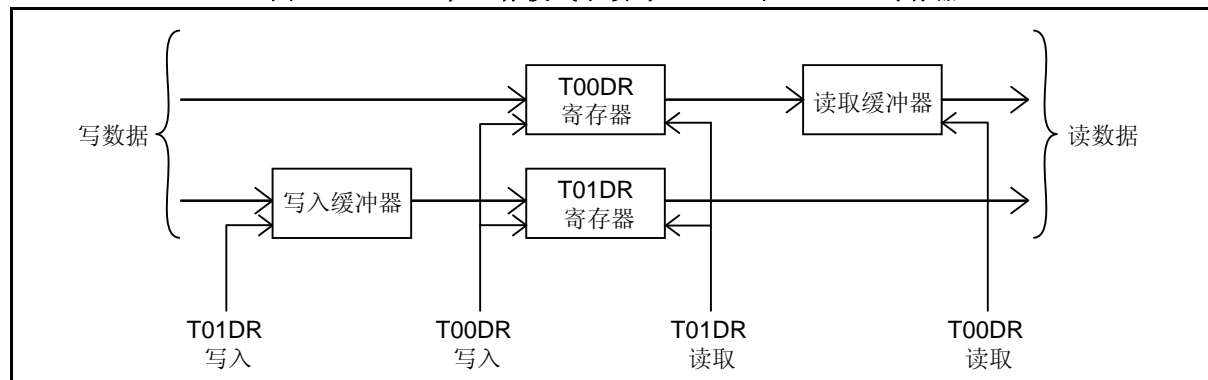 T00DR
寄存器
读取缓冲器
写数据
读数据
写入缓冲器
T01DR
寄存器
T01DR
写入
T00DR
写入
T01DR
读取
T00DR
读取